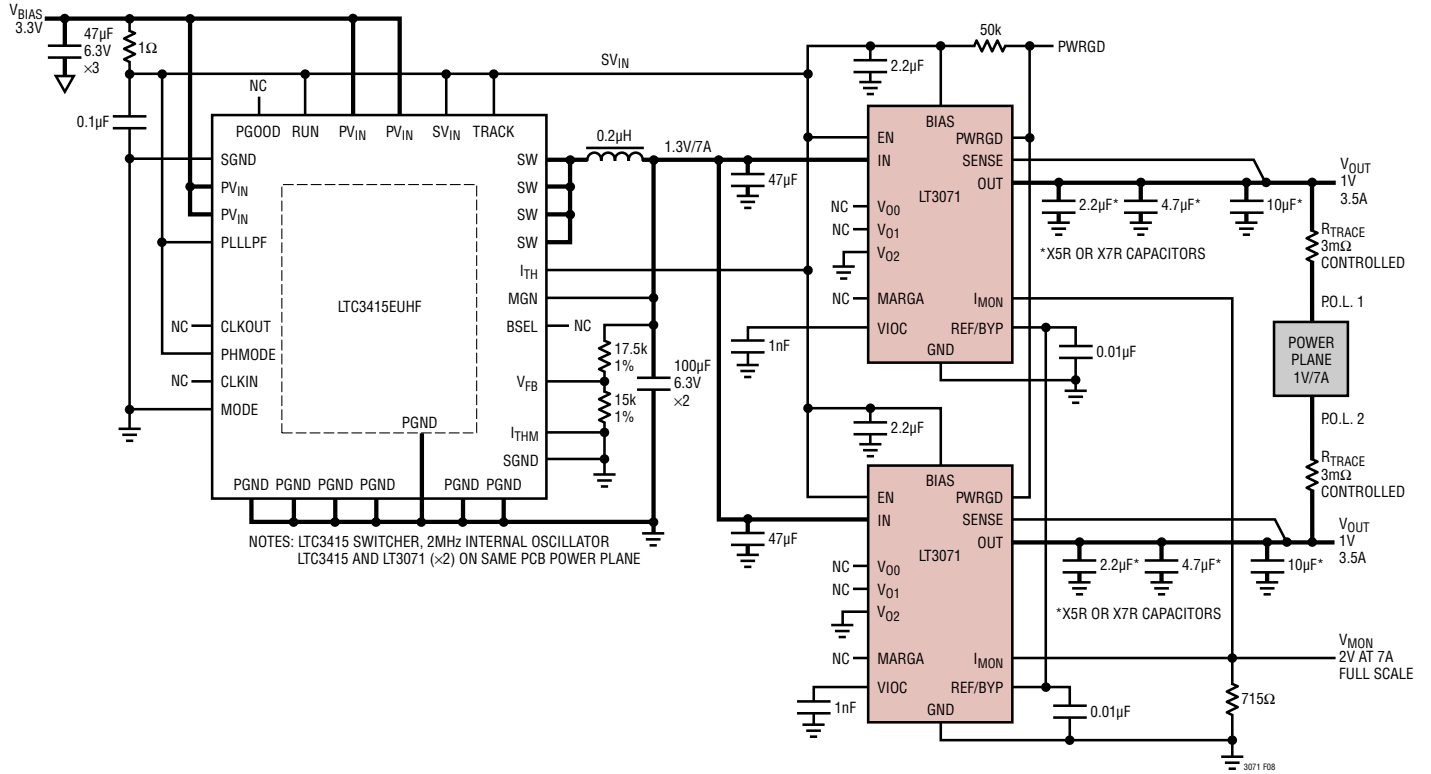 VBIAS
3.3V
47µF
6.3V
×3
1Ω
0.1µF
NC
SVIN
PGOOD
RUN
PVIN
PVIN
SVIN
TRACK
SGND
PVIN
PVIN
PLLLPF
NC
CLKOUT
PHMODE
NC
CLKIN
MODE
LTC3415EUHF
SW
SW
SW
SW
ITH
MGN
BSEL
NC
VFB
ITHM
SGND
PGND
PGND
PGND
PGND
PGND
PGND
PGND
0.2µH
1.3V/7A
17.5k
1%
15k
1%
100µF
6.3V
×2
NOTES: LTC3415 SWITCHER, 2MHz INTERNAL OSCILLATOR
LTC3415 AND LT3071 (×2) ON SAME PCB POWER PLANE
50k
PWRGD
2.2µF
47µF
BIAS
EN
IN
PWRGD
SENSE
OUT
LT3071
NC
VO0
NC
VO1
VO2
NC
MARGA
VIOC
IMON
REF/BYP
GND
1nF
0.01µF
2.2µF*
4.7µF*
10µF*
*X5R OR X7R CAPACITORS
VOUT
1V
3.5A
RTRACE
3mΩ
CONTROLLED
P.O.L. 1
POWER
PLANE
1V/7A
P.O.L. 2
RTRACE
3mΩ
CONTROLLED
2.2µF
47µF
BIAS
EN
IN
PWRGD
SENSE
OUT
LT3071
NC
VO0
NC
VO1
VO2
NC
MARGA
VIOC
IMON
REF/BYP
GND
1nF
0.01µF
2.2µF*
4.7µF*
10µF*
*X5R OR X7R CAPACITORS
VOUT
1V
3.5A
VMON
2V AT 7A
FULL SCALE
715Ω
3071 F08